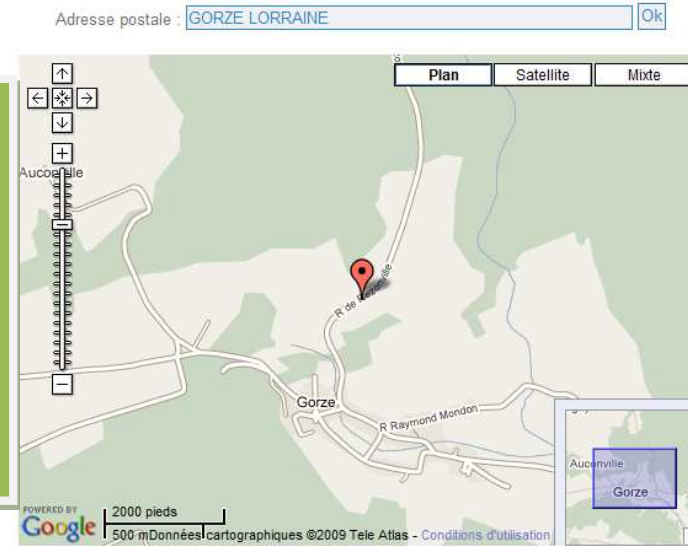 Adresse postale : GORZE LORRAINE Ok
Plan Satellite Mixte
Auconville
R de Rezonville
Gorze
R Raymond Mondon
Auconville
Gorze
POWERED BY
Google
2000 pieds
500 m
Données cartographiques ©2009 Tele Atlas - Conditions d'utilisation